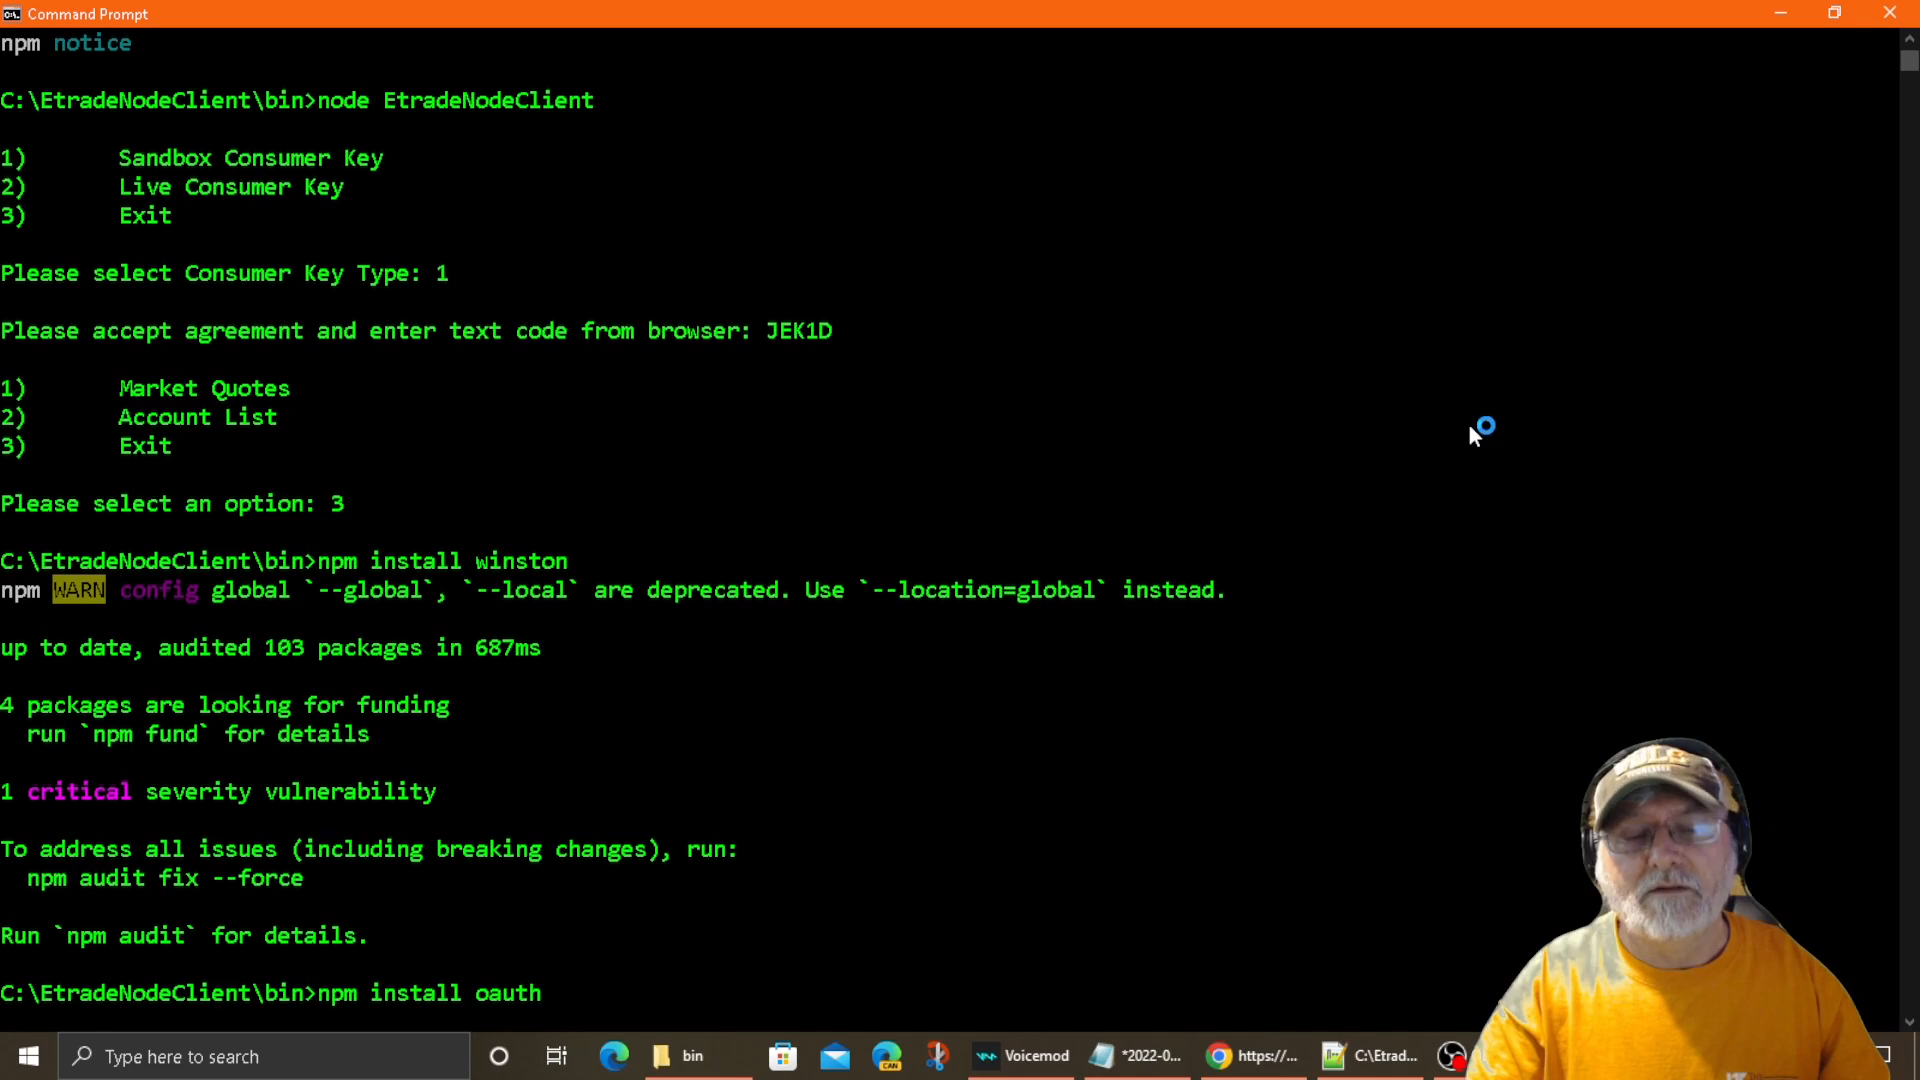 Command Prompt
npm notice
C:\EtradeNodeClient\bin>node EtradeNodeClient
1) Sandbox Consumer Key
2) Live Consumer Key
3) Exit
Please select Consumer Key Type: 1
Please accept agreement and enter text code from browser: JEK1D
1) Market Quotes
2) Account List
3) Exit
Please select an option: 3
C:\EtradeNodeClient\bin>npm install winston
npm WARN config global `--global`, `--local` are deprecated. Use `--location=global` instead.
up to date, audited 103 packages in 687ms
4 packages are looking for funding
run `npm fund` for details
1 critical severity vulnerability
To address all issues (including breaking changes), run:
npm audit fix --force
Run `npm audit` for details.
C:\EtradeNodeClient\bin>npm install oauth
Type here to search
bin
CAN
Voicemod
*2022-0...
https://...
C:\Etrad...